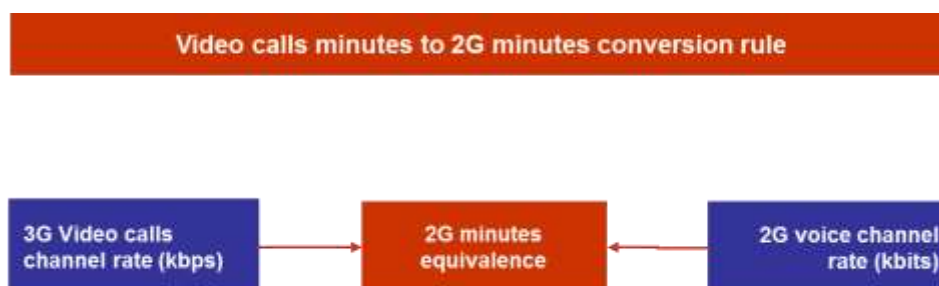 Video calls minutes to 2G minutes conversion rule
3G Video calls
channel rate (kbps)
2G minutes
equivalence
2G voice channel
rate (kbits)